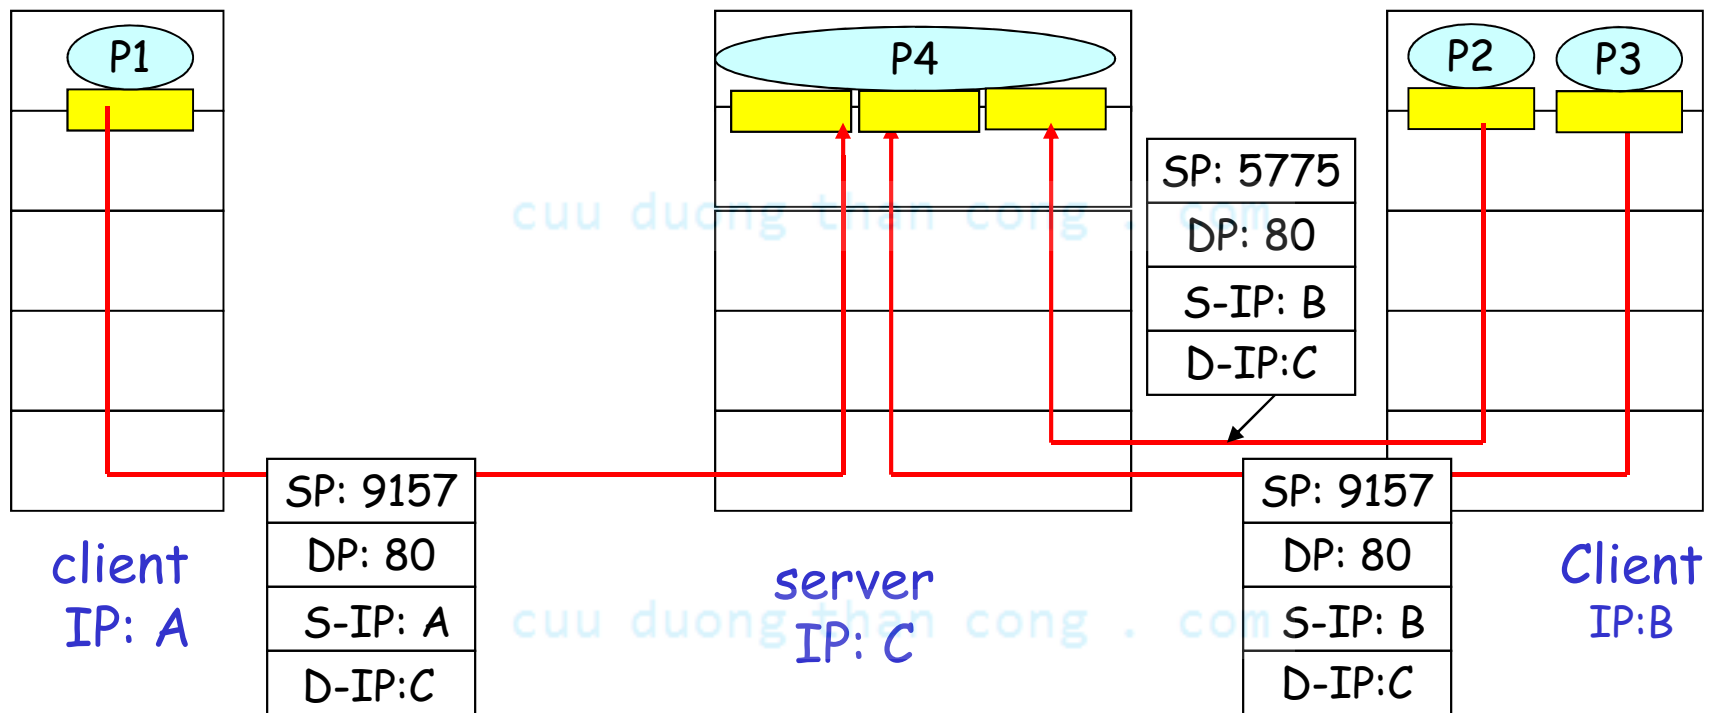 P1
P4
P2
P3
SP: 5775
DP: 80
S-IP: B
D-IP:C
cuu duong than cong . com
SP: 9157
DP: 80
S-IP: A
D-IP:C
SP: 9157
DP: 80
S-IP: B
D-IP:C
client
IP: A
server
IP: C
Client
IP:B
cuu duong than cong . com